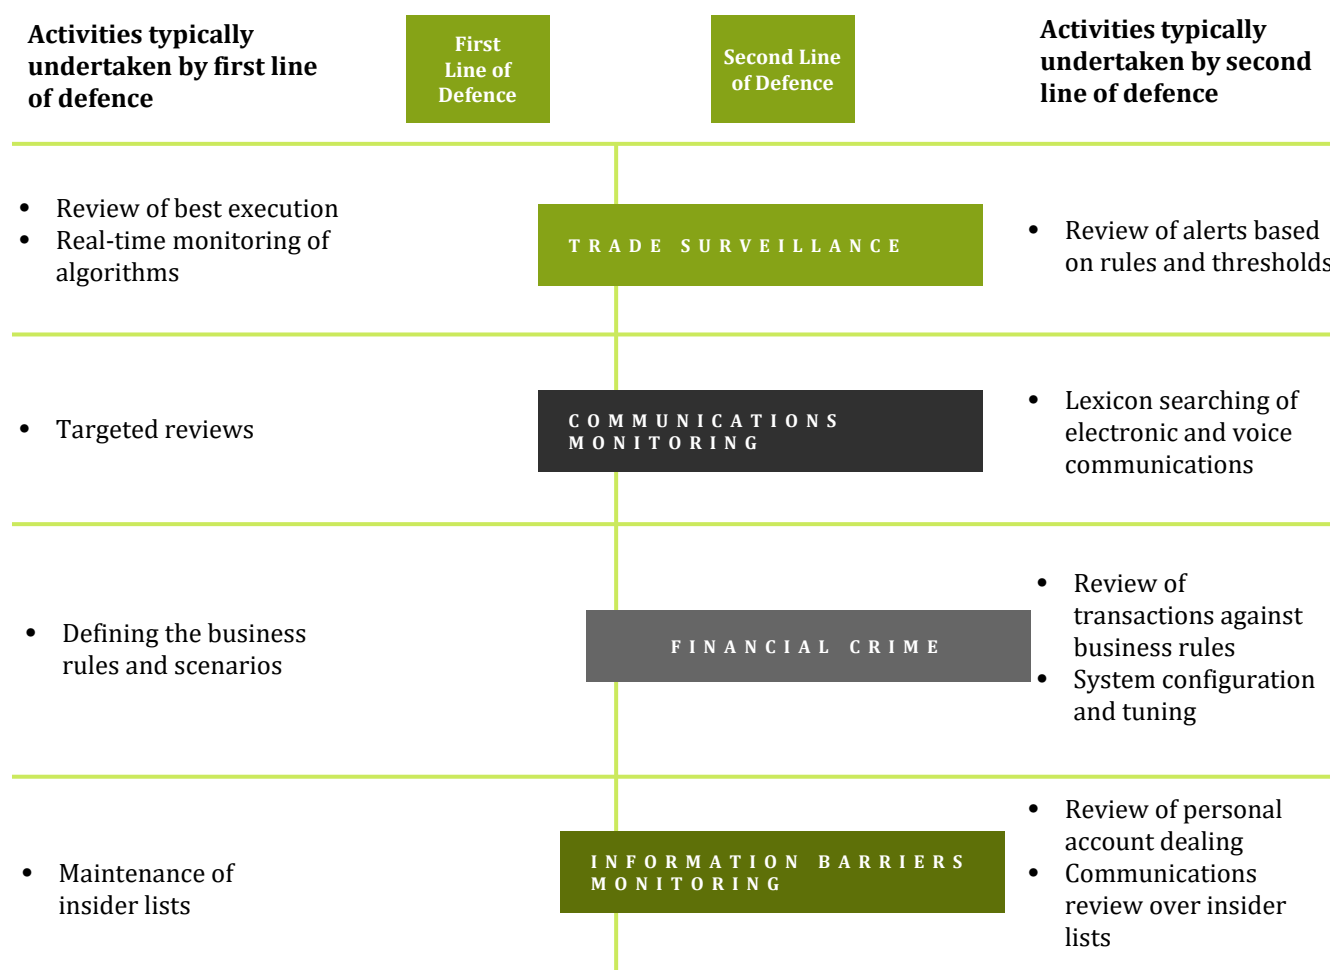 Activities typically
undertaken by first line
of defence
First
Line of
Defence
Second Line
of Defence
Activities typically
undertaken by second
line of defence
• Review of best execution
• Real-time monitoring of
algorithms
TRADE SURVEILLANCE
• Review of alerts based
on rules and thresholds
• Targeted reviews
COMMUNICATIONS
MONITORING
• Lexicon searching of
electronic and voice
communications
• Defining the business
rules and scenarios
FINANCIAL CRIME
• Review of
transactions against
business rules
• System configuration
and tuning
• Maintenance of
insider lists
INFORMATION BARRIERS
MONITORING
• Review of personal
account dealing
• Communications
review over insider
lists